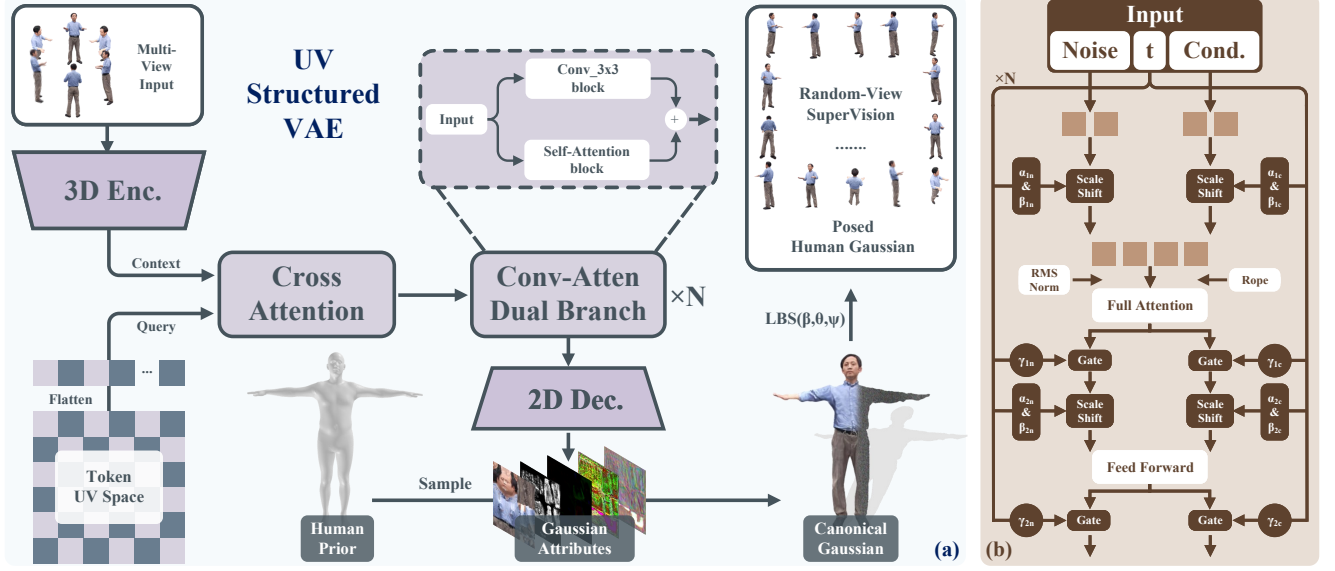 Multi-
View
Input
UV
Structured
VAE
Conv_3x3
block
Input
+
Self-Attention
block
Random-View
SuperVision
.......
Posed
Human Gaussian
3D Enc.
Context
Cross
Attention
Conv-Atten
Dual Branch
×N
Query
LBS(β,θ,ψ)
...
Flatten
Token
UV Space
2D Dec.
Sample
Human
Prior
Gaussian
Attributes
Canonical
Gaussian
(a)
Input
Noise t Cond.
×N
α1n
&
β1n
Scale
Shift
Scale
Shift
α1c
&
β1c
RMS
Norm
Rope
Full Attention
γ1n
Gate
Gate
γ1c
α2n
&
β2n
Scale
Shift
Scale
Shift
α2c
&
β2c
Feed Forward
γ2n
Gate
Gate
γ2c
(b)